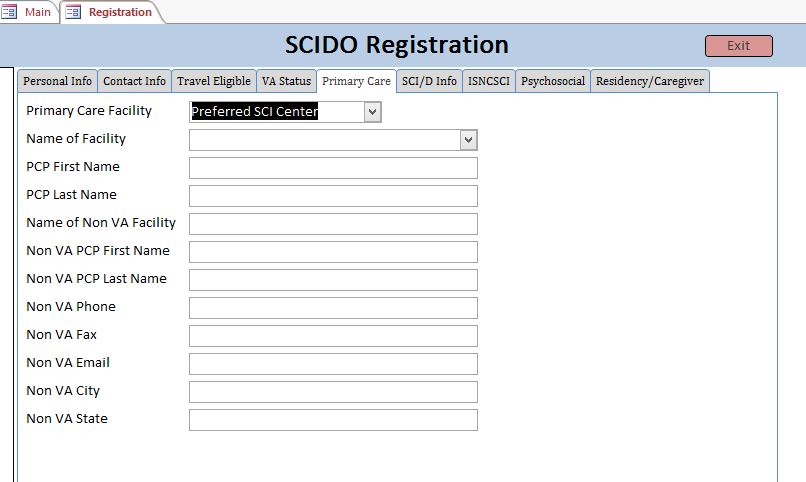 Main Registration
SCIDO Registration Exit
Personal Info Contact Info Travel Eligible VA Status Primary Care SCI/D Info ISNCSCI Psychosocial Residency/Caregiver
Primary Care Facility Preferred SCI Center
Name of Facility
PCP First Name
PCP Last Name
Name of Non VA Facility
Non VA PCP First Name
Non VA PCP Last Name
Non VA Phone
Non VA Fax
Non VA Email
Non VA City
Non VA State